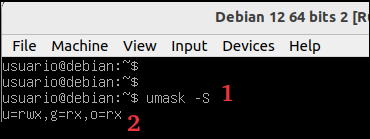 Debian 12 64 bits 2 [Ru
File Machine View Input Devices Help
usuario@debian:~$
usuario@debian:~$
usuario@debian:~$ umask -S 1
u=rwx,g=rx,o=rx 2